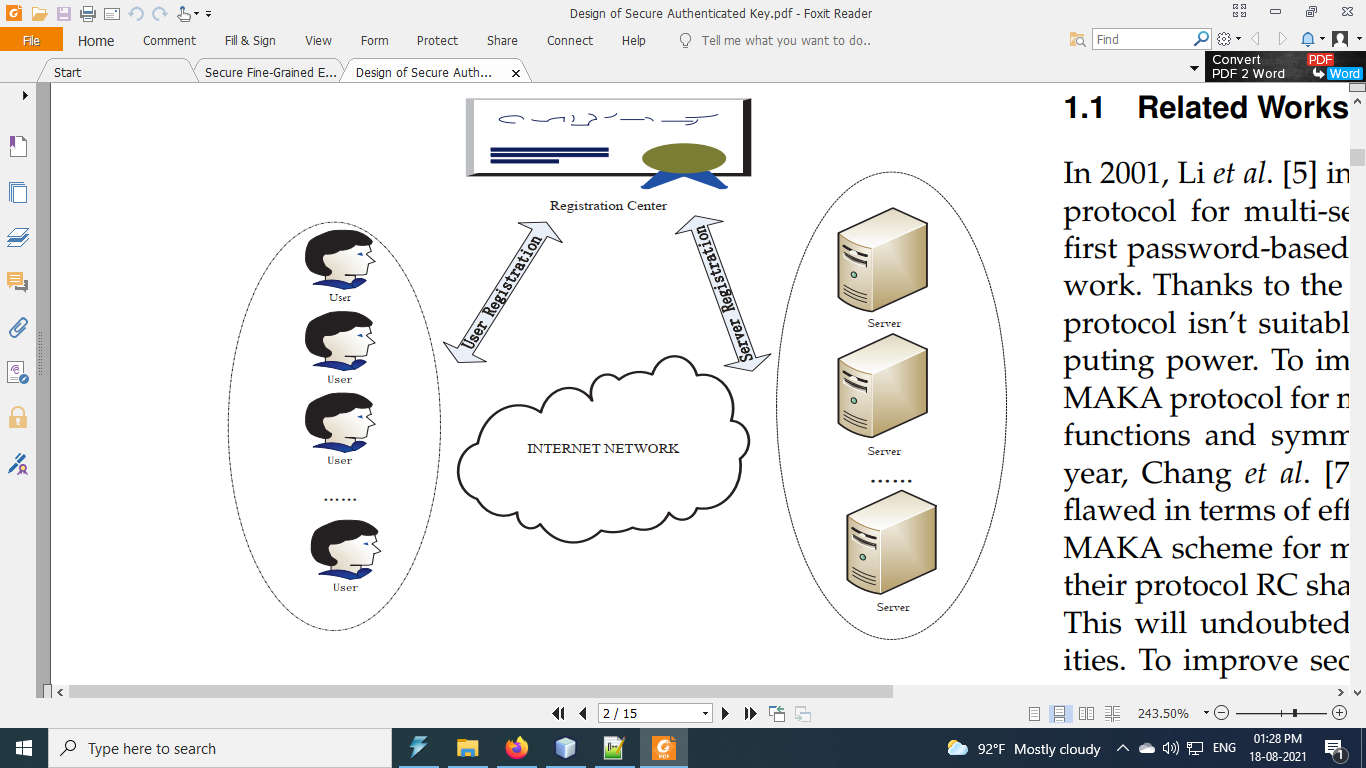 Design of Secure Authenticated Key.pdf - Foxit Reader
File Home Comment Fill & Sign View Form Protect Share Connect Help Tell me what you want to do.. Find
Start Secure Fine-Grained E... Design of Secure Auth...
Convert PDF
PDF 2 Word Word
Registration Center
User Registration
Server Registration
User
User
User
......
User
INTERNET NETWORK
Server
Server
......
Server
1.1 Related Works
In 2001, Li et al. [5] in
protocol for multi-se
first password-based
work. Thanks to the
protocol isn't suitabl
puting power. To im
MAKA protocol for m
functions and symm
year, Chang et al. [7
flawed in terms of eff
MAKA scheme for m
their protocol RC sha
This will undoubted
ities. To improve sec
2 / 15 243.50%
Type here to search 92°F Mostly cloudy ENG 01:28 PM
18-08-2021
1